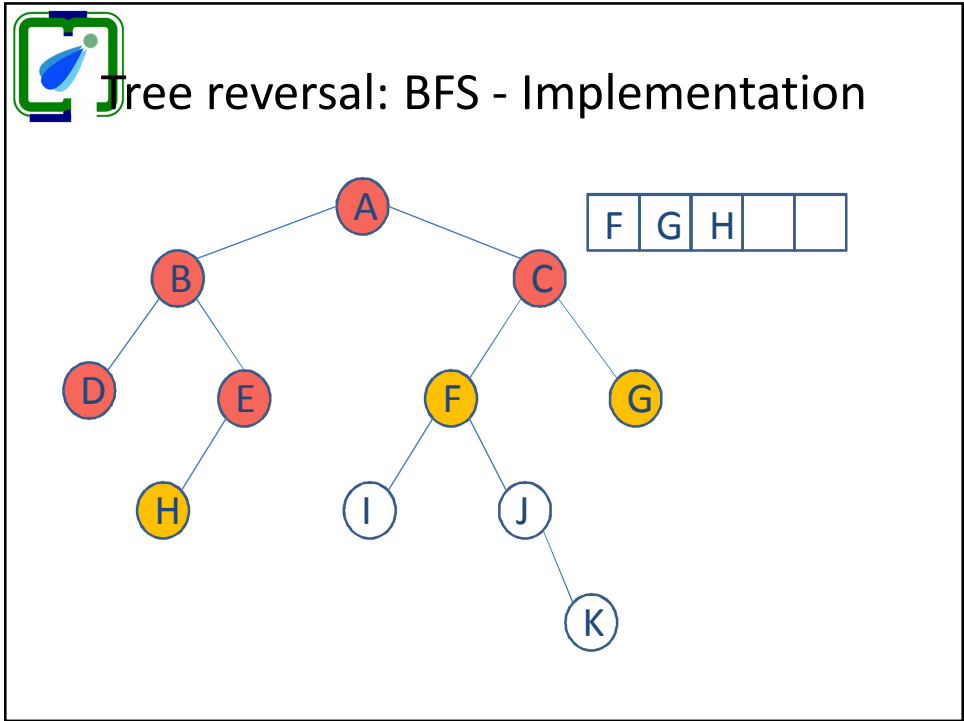 Tree reversal: BFS - Implementation
A
F G H
B C
D E F G
H I J
K